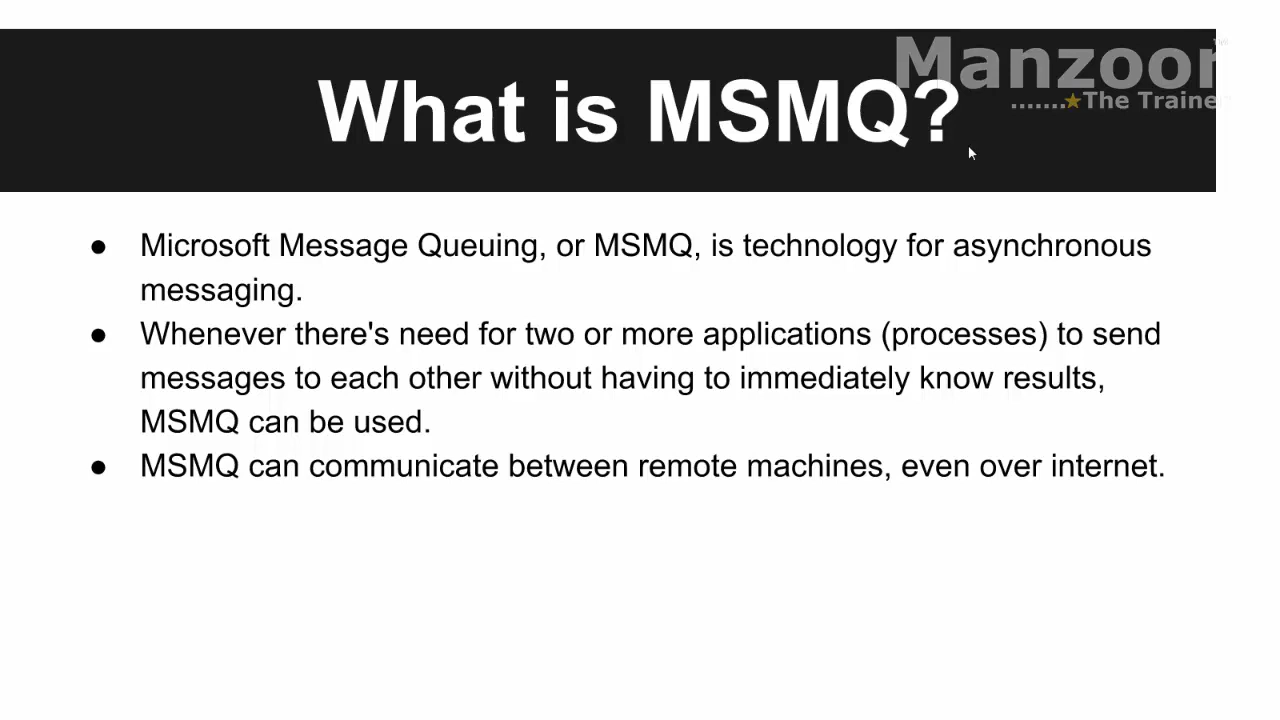 Manzoor
.......★The Trainer
What is MSMQ?
● Microsoft Message Queuing, or MSMQ, is technology for asynchronous
messaging.
● Whenever there's need for two or more applications (processes) to send
messages to each other without having to immediately know results,
MSMQ can be used.
● MSMQ can communicate between remote machines, even over internet.